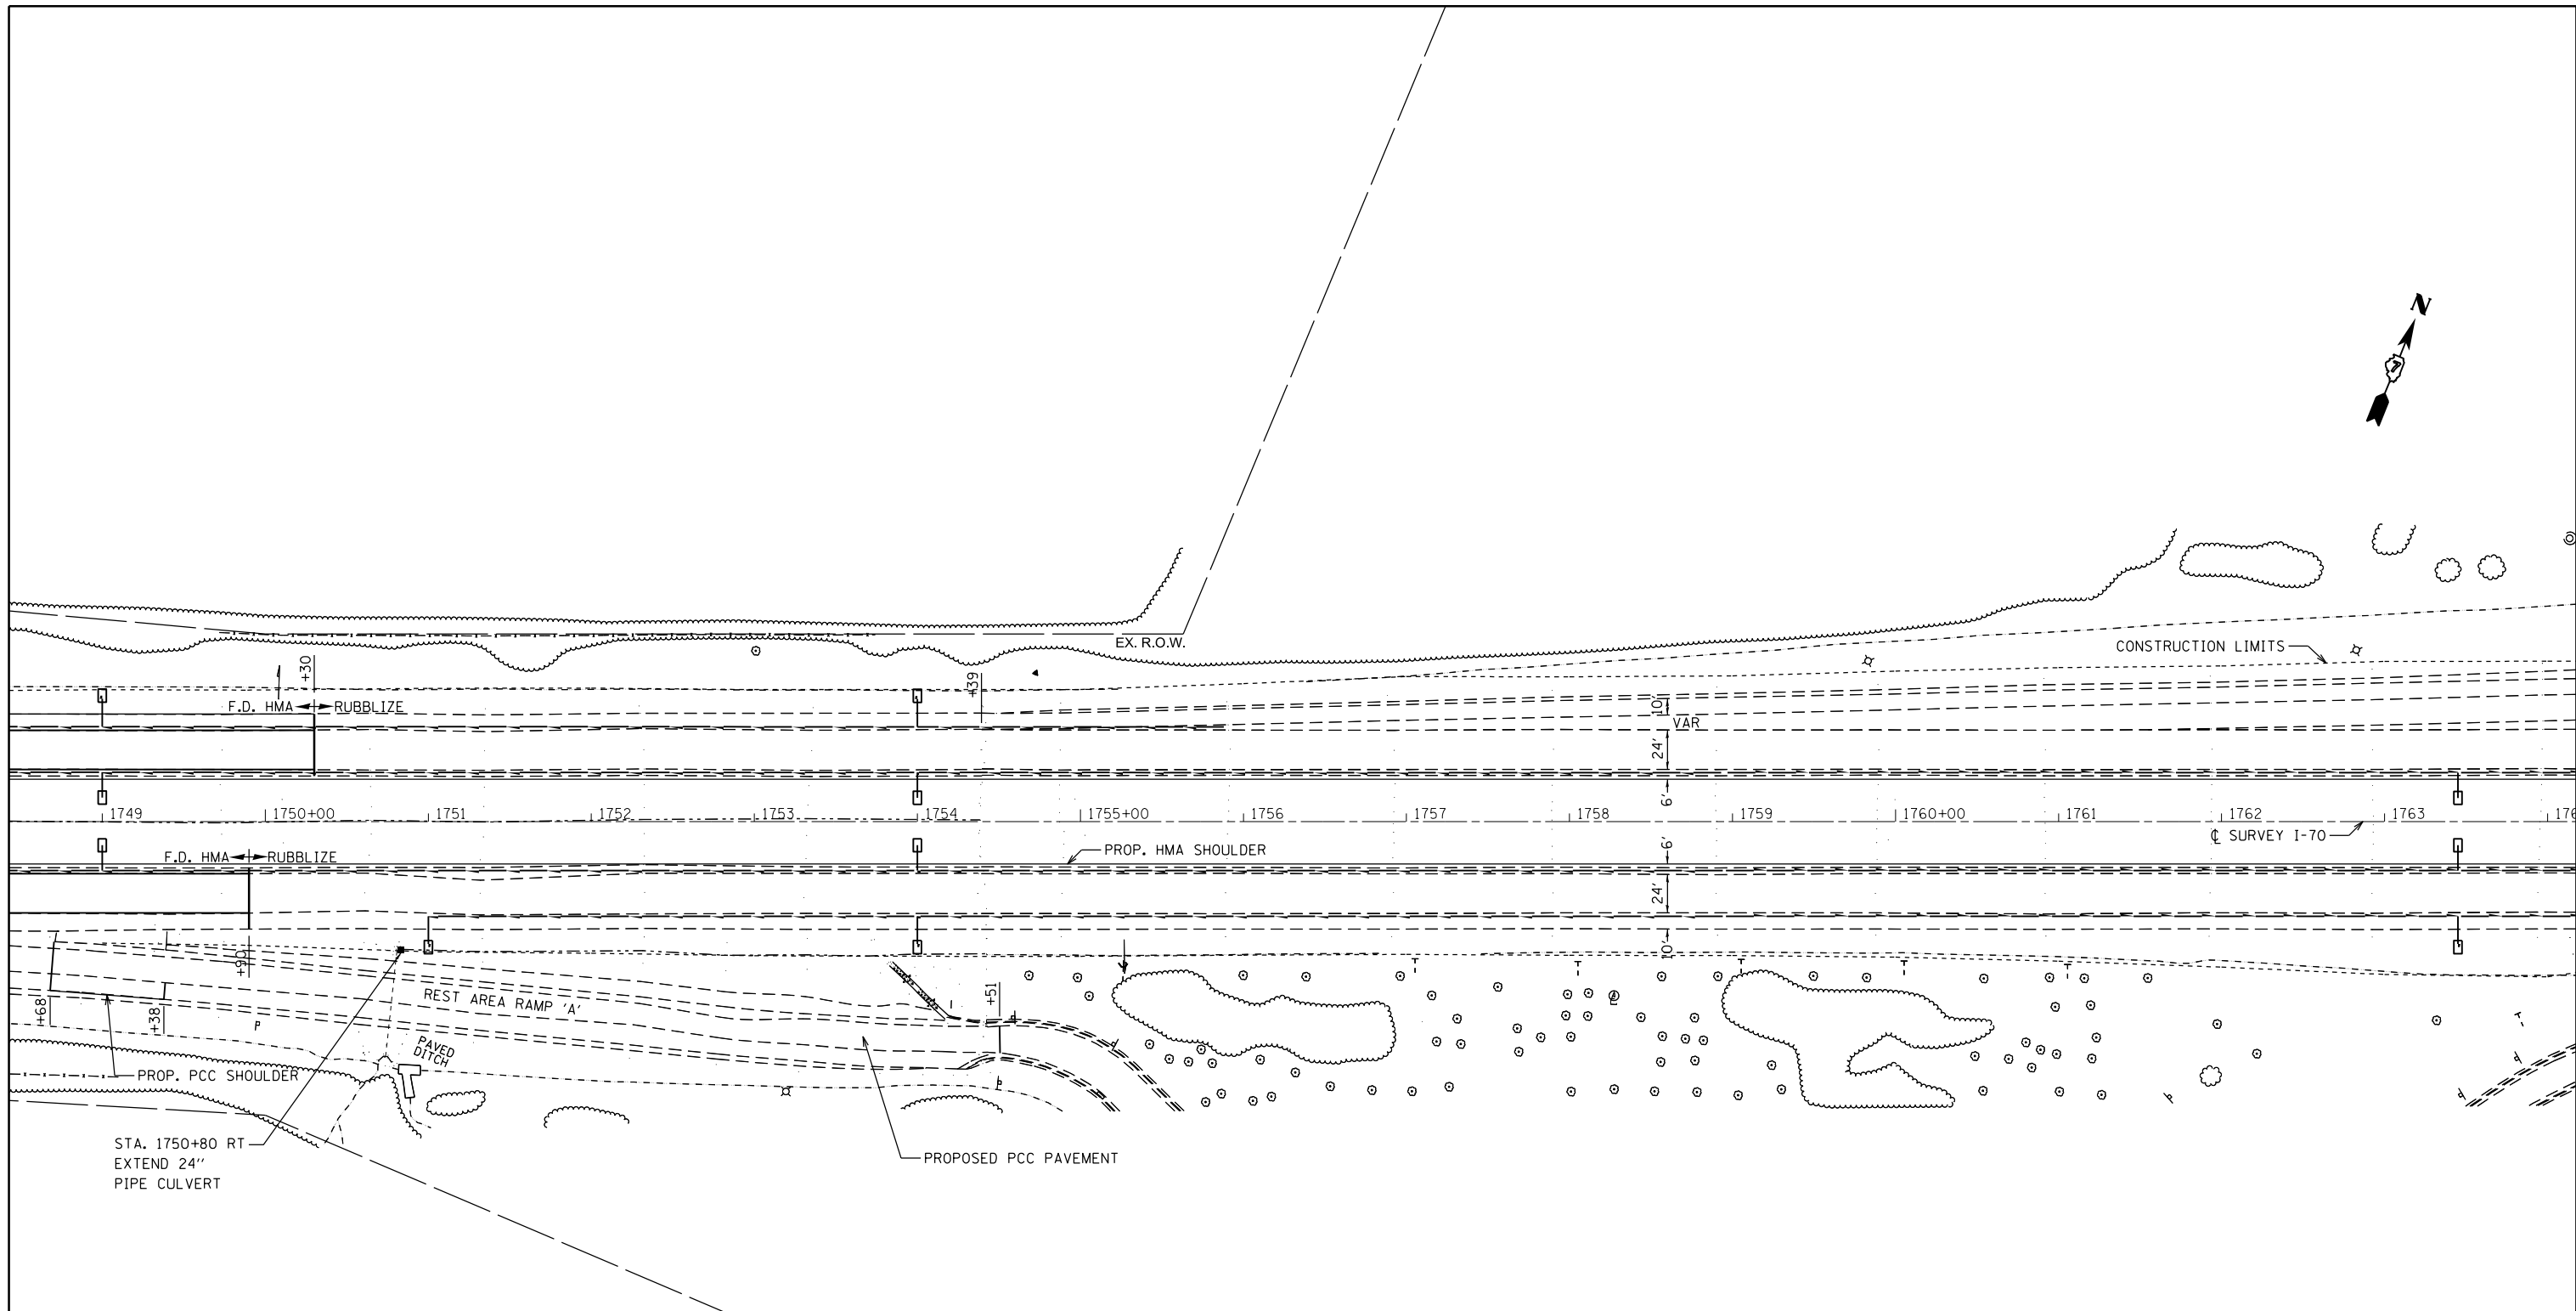 N
EX. R.O.W.
CONSTRUCTION LIMITS
+30
+39
F.D. HMA RUBBLIZE
10'
VAR
24'
6'
1749 1750+00 1751 1752 1753 1754 1755+00 1756 1757 1758 1759 1760+00 1761 1762 1763 176
℄ SURVEY I-70
F.D. HMA RUBBLIZE
PROP. HMA SHOULDER
6'
24'
10'
+90
+68
+38
REST AREA RAMP 'A'
+51
PAVED
DITCH
PROP. PCC SHOULDER
STA. 1750+80 RT
EXTEND 24"
PIPE CULVERT
PROPOSED PCC PAVEMENT